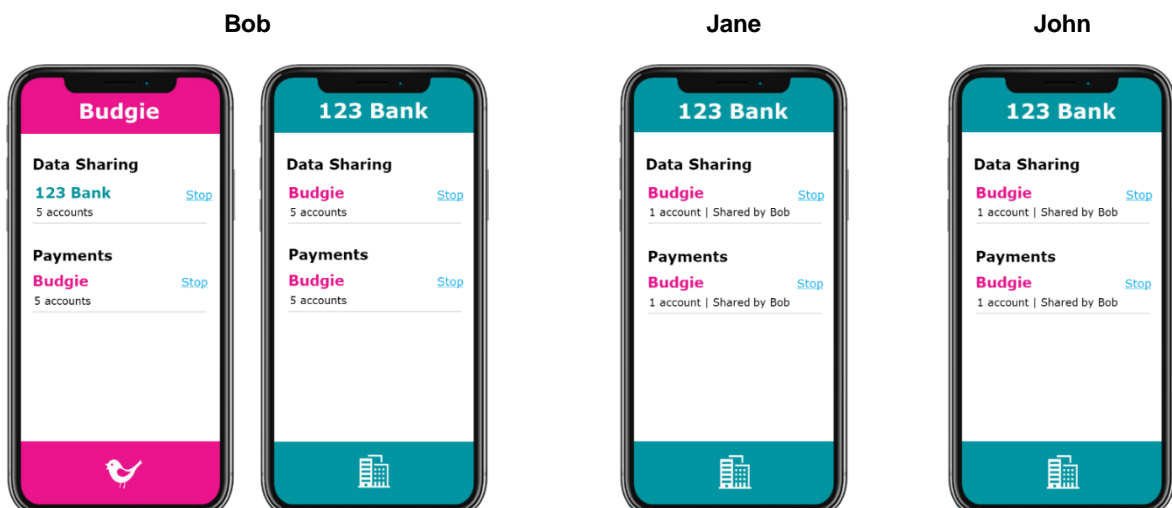 Bob
Jane
John
Budgie
Data Sharing
123 Bank
Stop
5 accounts
Payments
Budgie
Stop
5 accounts
123 Bank
Data Sharing
Budgie
Stop
5 accounts
Payments
Budgie
Stop
5 accounts
123 Bank
Data Sharing
Budgie
Stop
1 account | Shared by Bob
Payments
Budgie
Stop
1 account | Shared by Bob
123 Bank
Data Sharing
Budgie
Stop
1 account | Shared by Bob
Payments
Budgie
Stop
1 account | Shared by Bob